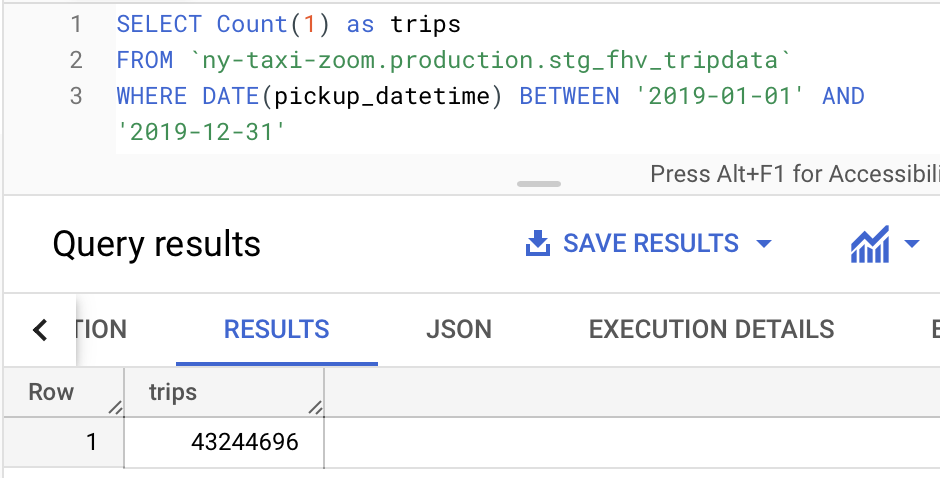 1 SELECT Count(1) as trips
2 FROM `ny-taxi-zoom.production.stg_fhv_tripdata`
3 WHERE DATE(pickup_datetime) BETWEEN '2019-01-01' AND
'2019-12-31'
Press Alt+F1 for Accessibili
Query results
SAVE RESULTS
TION RESULTS JSON EXECUTION DETAILS E
Row trips
1 43244696